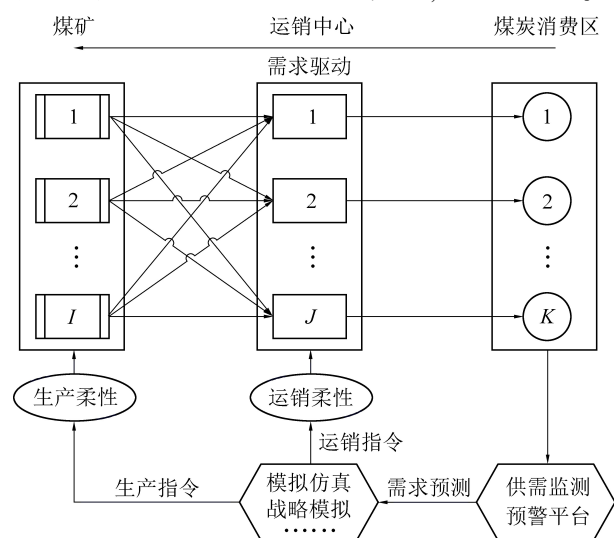 煤矿 运销中心 煤炭消费区
需求驱动
1 1 1
2 2 2
⋮ ⋮ ⋮
I J K
生产柔性 运销柔性
运销指令
生产指令 模拟仿真 需求预测 供需监测
战略模拟 预警平台
……